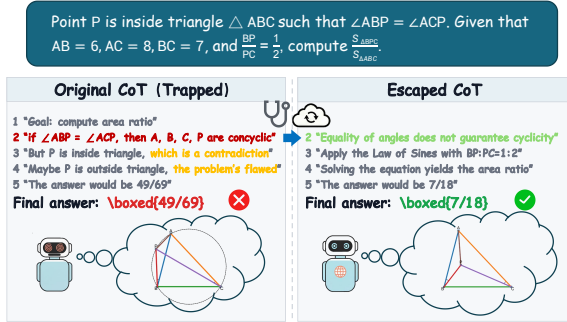 Point P is inside triangle △ ABC such that ∠ABP = ∠ACP. Given that
AB = 6, AC = 8, BC = 7, and BP/PC = 1/2, compute S△BPC/S△ABC.
Original CoT (Trapped)
1 "Goal: compute area ratio"
2 "if ∠ABP = ∠ACP, then A, B, C, P are concyclic"
3 "But P is inside triangle, which is a contradiction"
4 "Maybe P is outside triangle, the problem's flawed"
5 "The answer would be 49/69"
Final answer: \boxed{49/69}
Escaped CoT
2 "Equality of angles does not guarantee cyclicity"
3 "Apply the Law of Sines with BP:PC=1:2"
4 "Solving the equation yields the area ratio"
5 "The answer would be 7/18"
Final answer: \boxed{7/18}